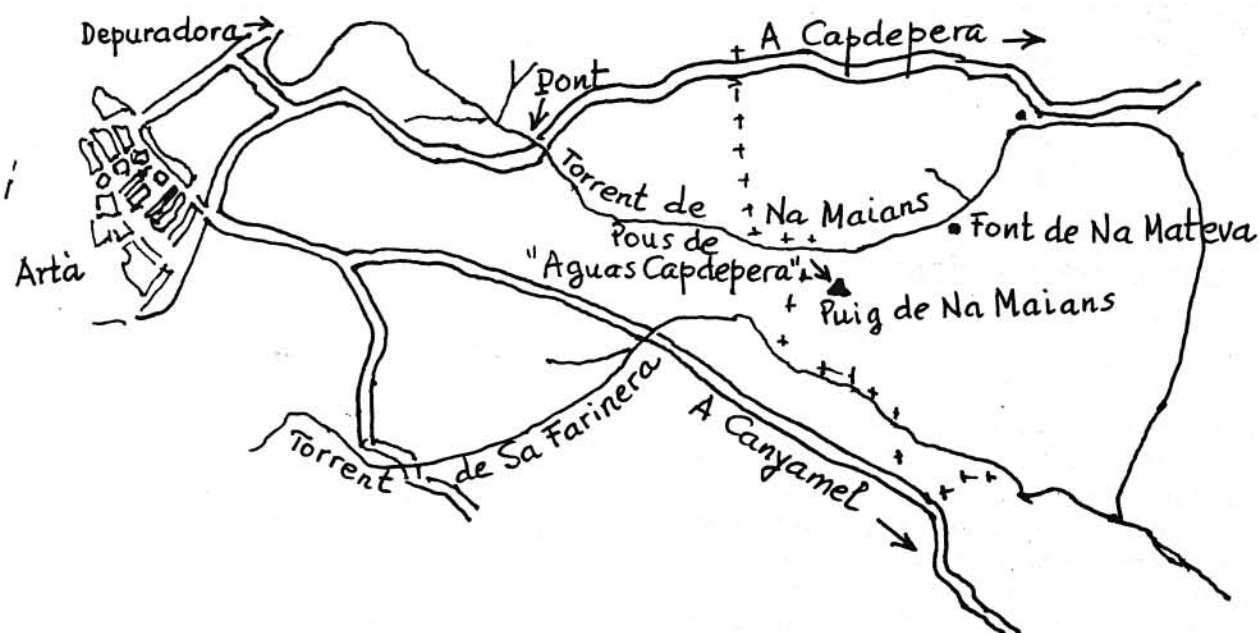 Depuradora
A Capdepera
Pont
Torrent de Na Maians
Pous de
"Aguas Capdepera"
Font de Na Mateva
Puig de Na Maians
Artà
Torrent de Sa Farinera
A Canyamel